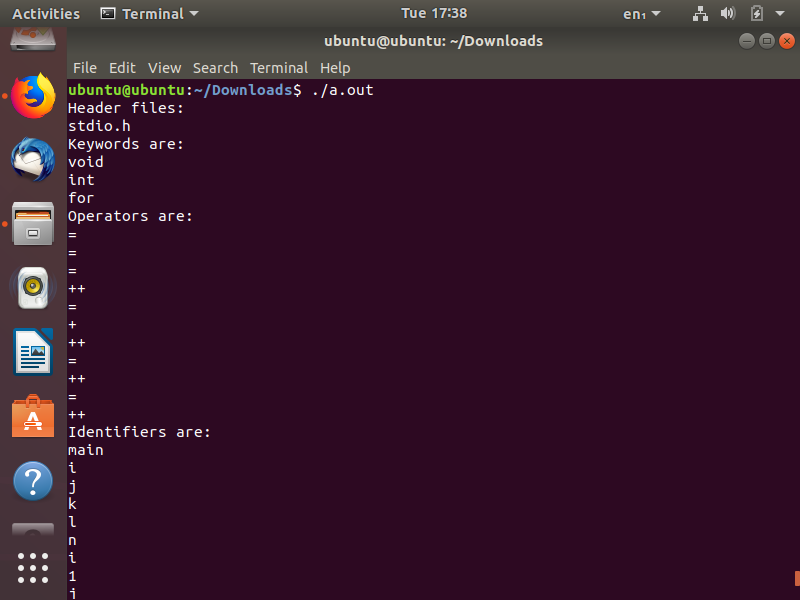 Activities Terminal Tue 17:38 en₁
ubuntu@ubuntu: ~/Downloads
File Edit View Search Terminal Help
ubuntu@ubuntu:~/Downloads$ ./a.out
Header files:
stdio.h
Keywords are:
void
int
for
Operators are:
=
=
=
++
=
+
++
=
++
=
++
Identifiers are:
main
i
j
k
l
n
i
1
j